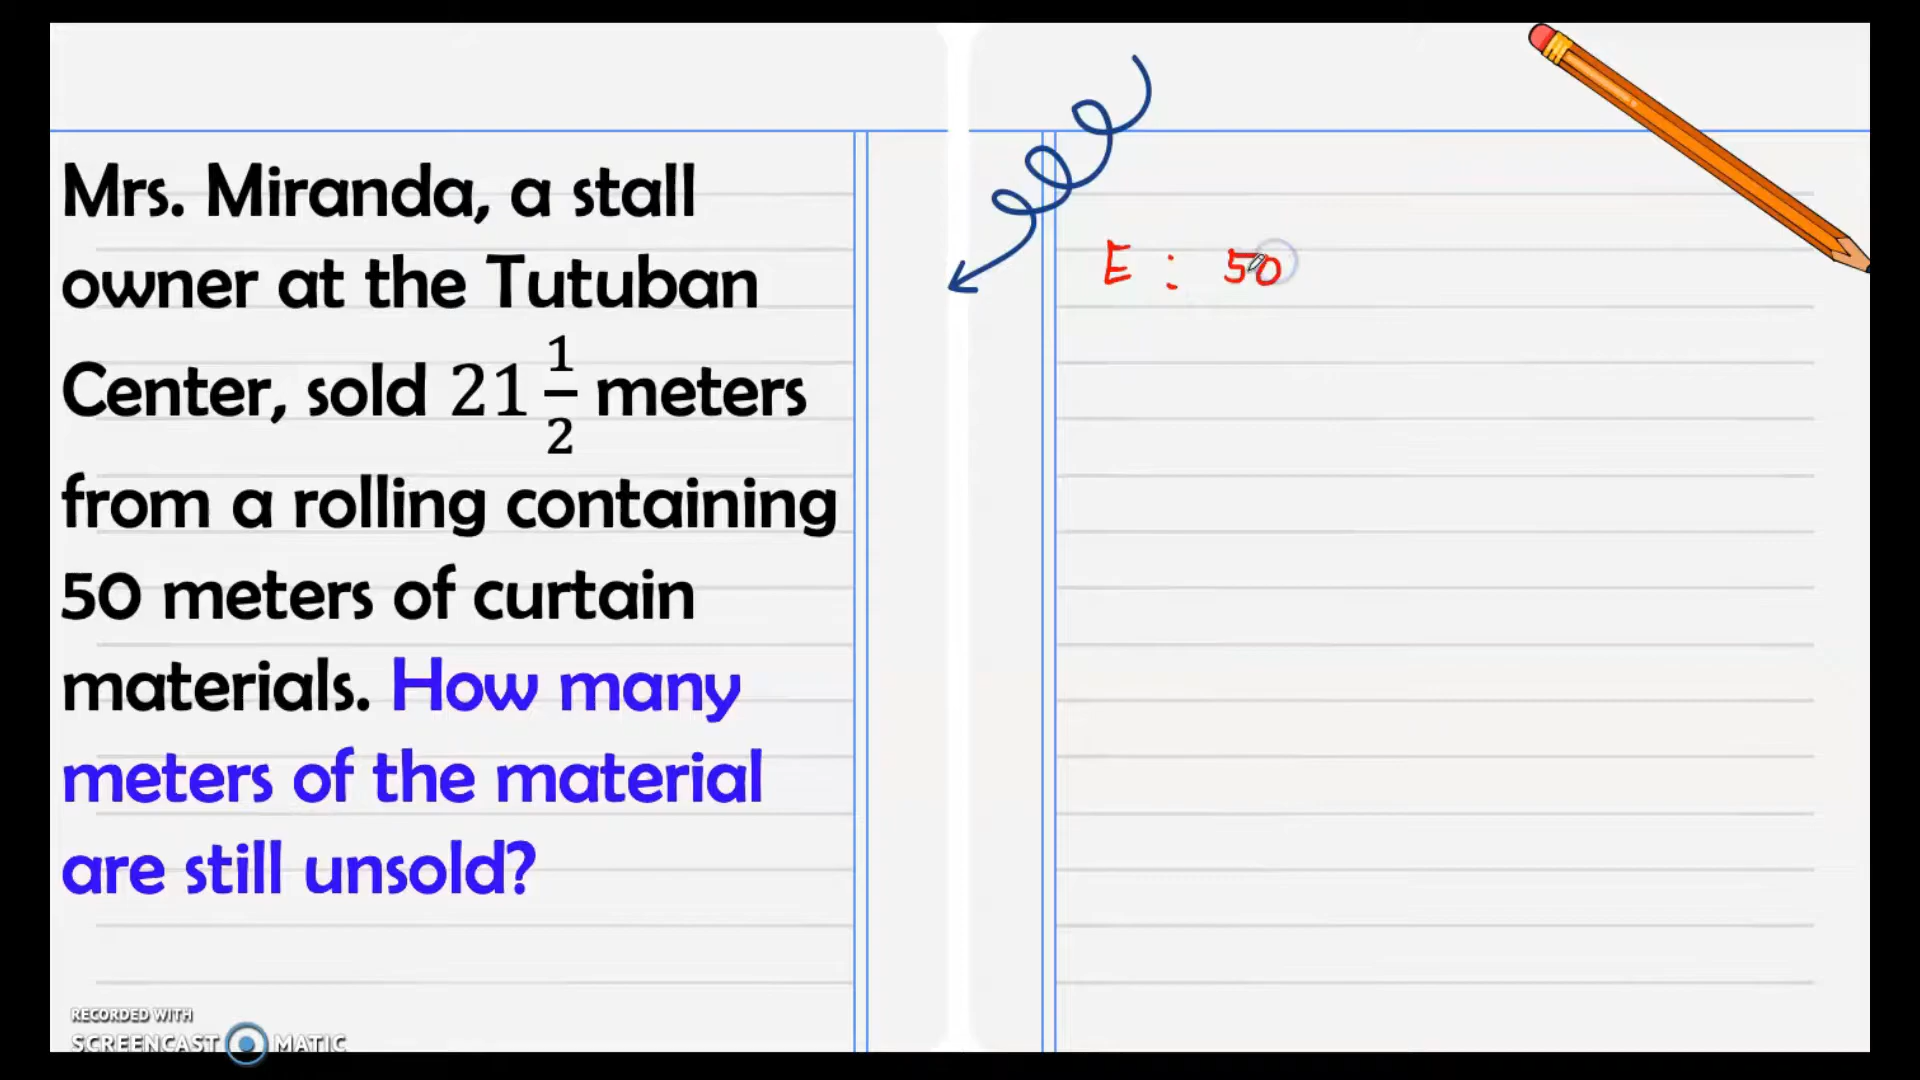 Mrs. Miranda, a stall
owner at the Tutuban
Center, sold 21 1/2 meters
from a rolling containing
50 meters of curtain
materials. How many
meters of the material
are still unsold?
E : 50
RECORDED WITH
SCREENCAST MATIC